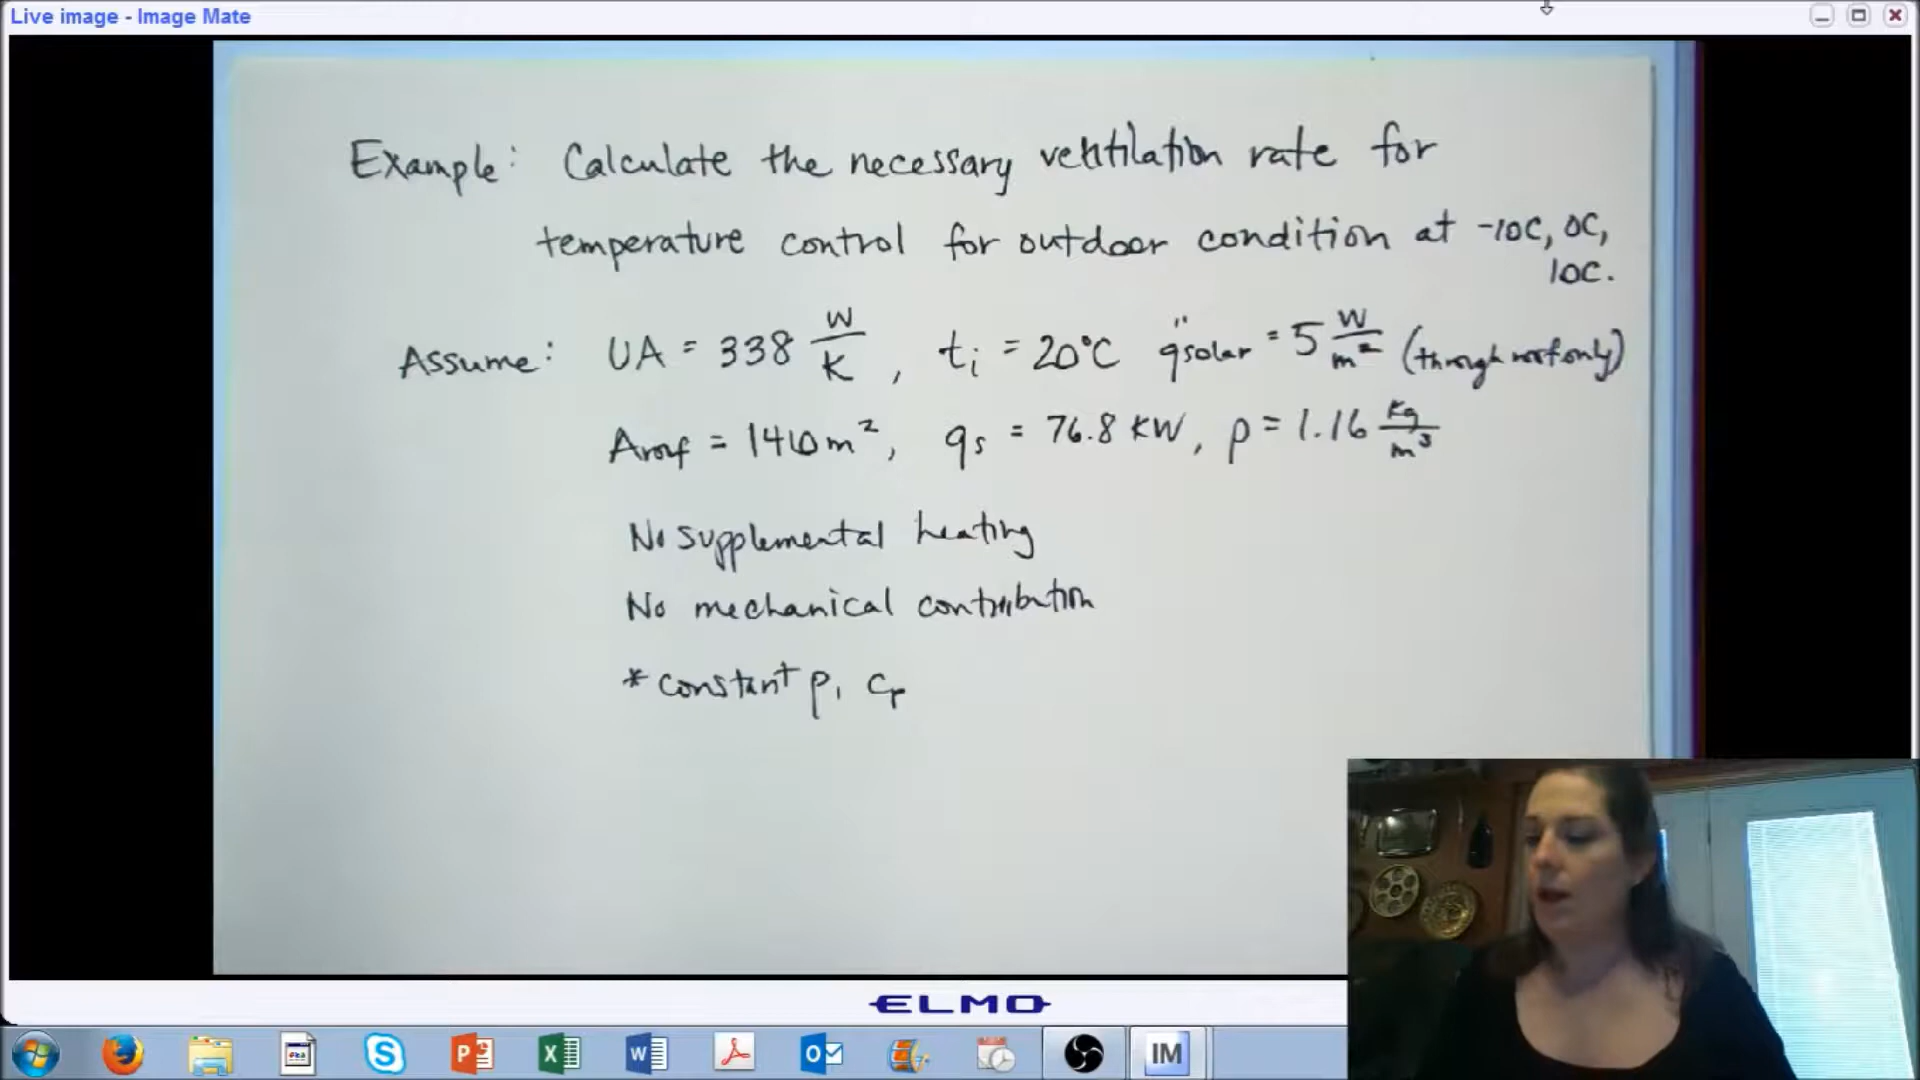 Live image - Image Mate
Example: Calculate the necessary ventilation rate for
temperature control for outdoor condition at -10C, 0C,
10C.
Assume: UA = 338 W/K, ti = 20°C q̇"solar = 5 W/m² (through roof only)
Aroof = m², qs = 76.8 KW, ρ = 1.16 kg/m³
No supplemental heating
No mechanical contribution
* constant ρ, cp
ELMO
IM